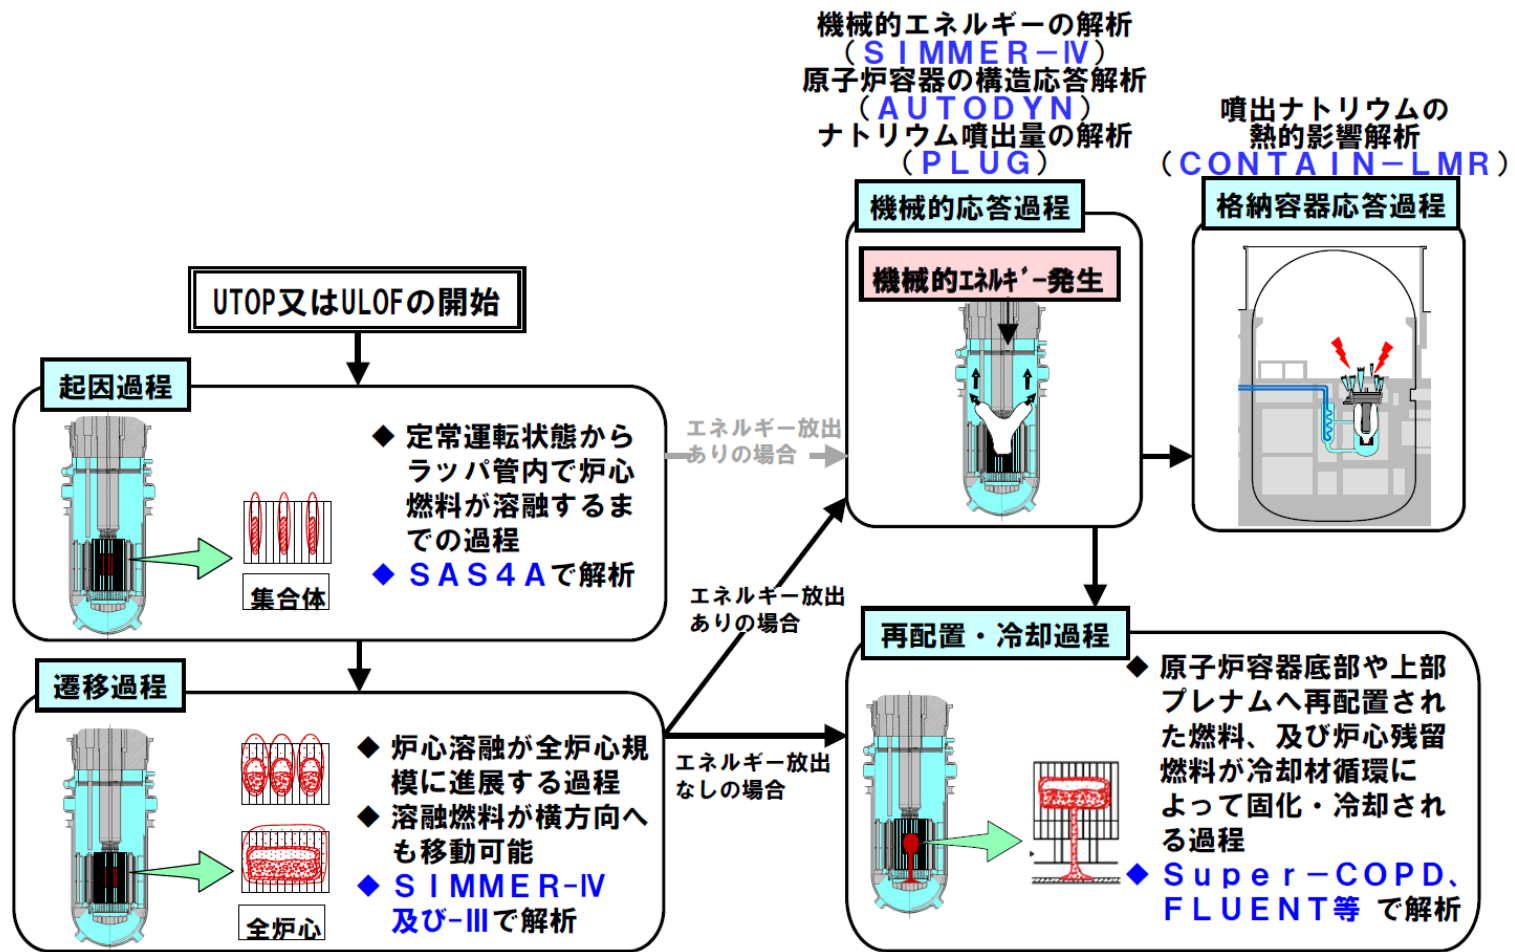 機械的エネルギーの解析
（ＳＩＭＭＥＲ－Ⅳ）
原子炉容器の構造応答解析
（ＡＵＴＯＤＹＮ）
ナトリウム噴出量の解析
（ＰＬＵＧ）
噴出ナトリウムの
熱的影響解析
（ＣＯＮＴＡＩＮ－ＬＭＲ）
機械的応答過程
格納容器応答過程
機械的ｴﾈﾙｷﾞｰ発生
UTOP又はULOFの開始
起因過程
◆ 定常運転状態から
ラッパ管内で炉心
燃料が溶融するま
での過程
◆ ＳＡＳ４Ａで解析
集合体
エネルギー放出
ありの場合
エネルギー放出
ありの場合
遷移過程
◆ 炉心溶融が全炉心規
模に進展する過程
◆ 溶融燃料が横方向へ
も移動可能
◆ ＳＩＭＭＥＲ-Ⅳ
及び-Ⅲで解析
全炉心
エネルギー放出
なしの場合
再配置・冷却過程
◆ 原子炉容器底部や上部
プレナムへ再配置され
た燃料、及び炉心残留
燃料が冷却材循環に
よって固化・冷却され
る過程
◆ Ｓｕｐｅｒ－ＣＯＰＤ、
ＦＬＵＥＮＴ等 で解析